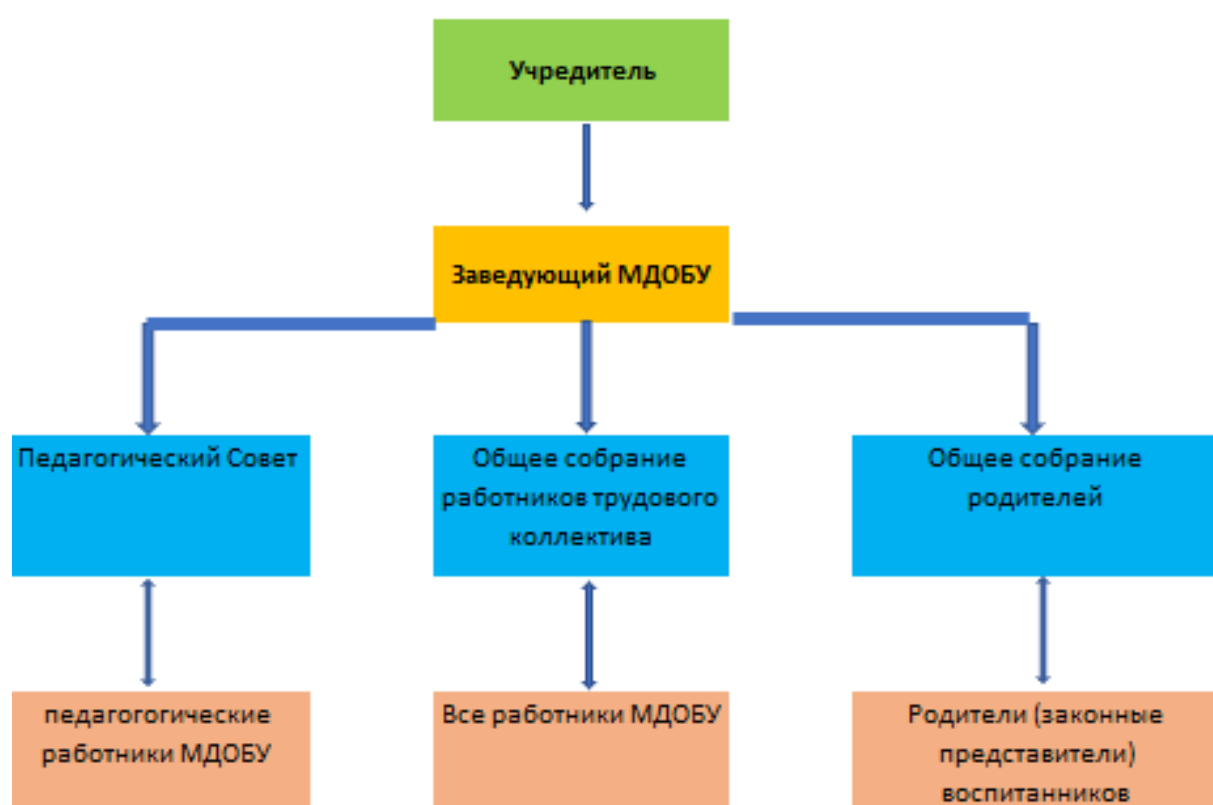 Учредитель
Заведующий МДОБУ
Педагогический Совет
Общее собрание
работников трудового
коллектива
Общее собрание
родителей
педагогогические
работники МДОБУ
Все работники МДОБУ
Родители (законные
представители)
воспитанников